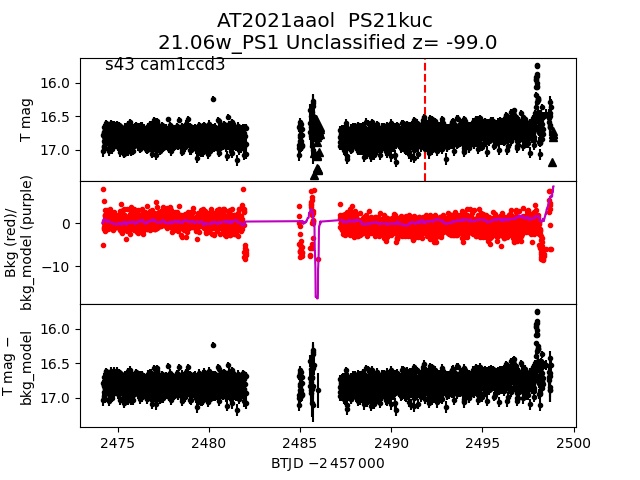 AT2021aaol  PS21kuc
21.06w_PS1 Unclassified z= -99.0
s43 cam1ccd3
16.0
16.5
17.0
T mag
0
−10
Bkg (red)/
bkg_model (purple)
16.0
16.5
17.0
T mag −
bkg_model
2475
2480
2485
2490
2495
2500
BTJD −2 457 000